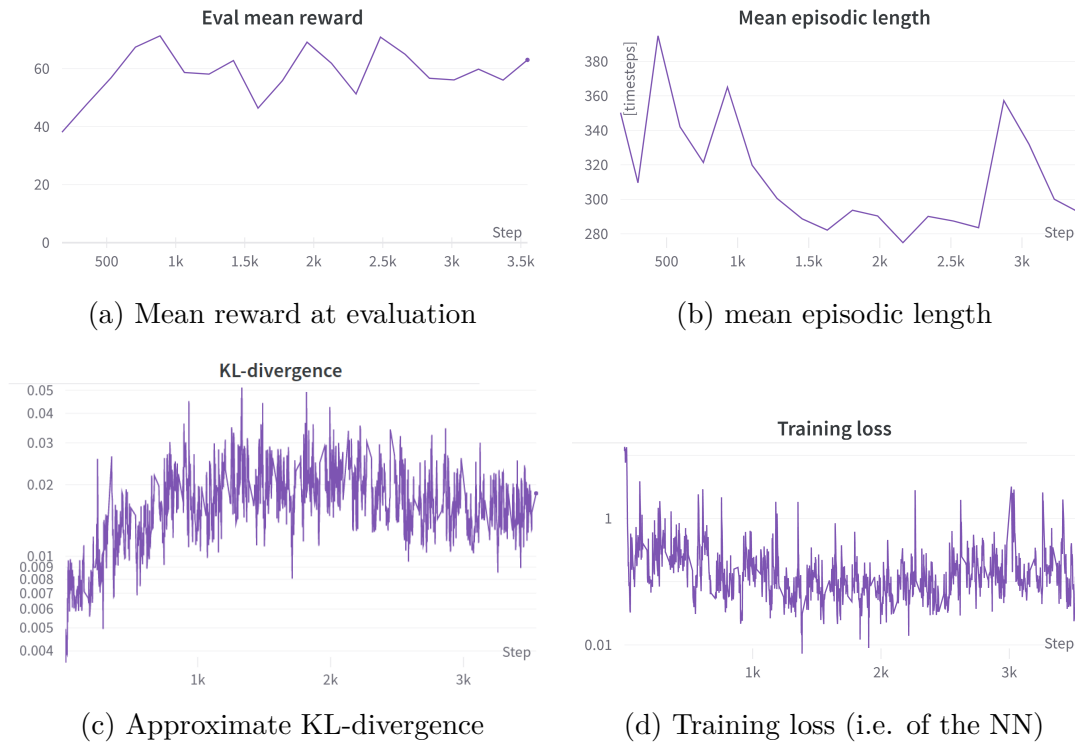 Eval mean reward
60
40
20
0
Step
500 1k 1.5k 2k 2.5k 3k 3.5k
(a) Mean reward at evaluation
Mean episodic length
[timesteps]
380
360
340
320
300
280
Step
500 1k 1.5k 2k 2.5k 3k
(b) mean episodic length
KL-divergence
0.05
0.04
0.03
0.02
0.01
0.009
0.008
0.007
0.006
0.005
0.004
Step
1k 2k 3k
(c) Approximate KL-divergence
Training loss
1
0.01
Step
1k 2k 3k
(d) Training loss (i.e. of the NN)